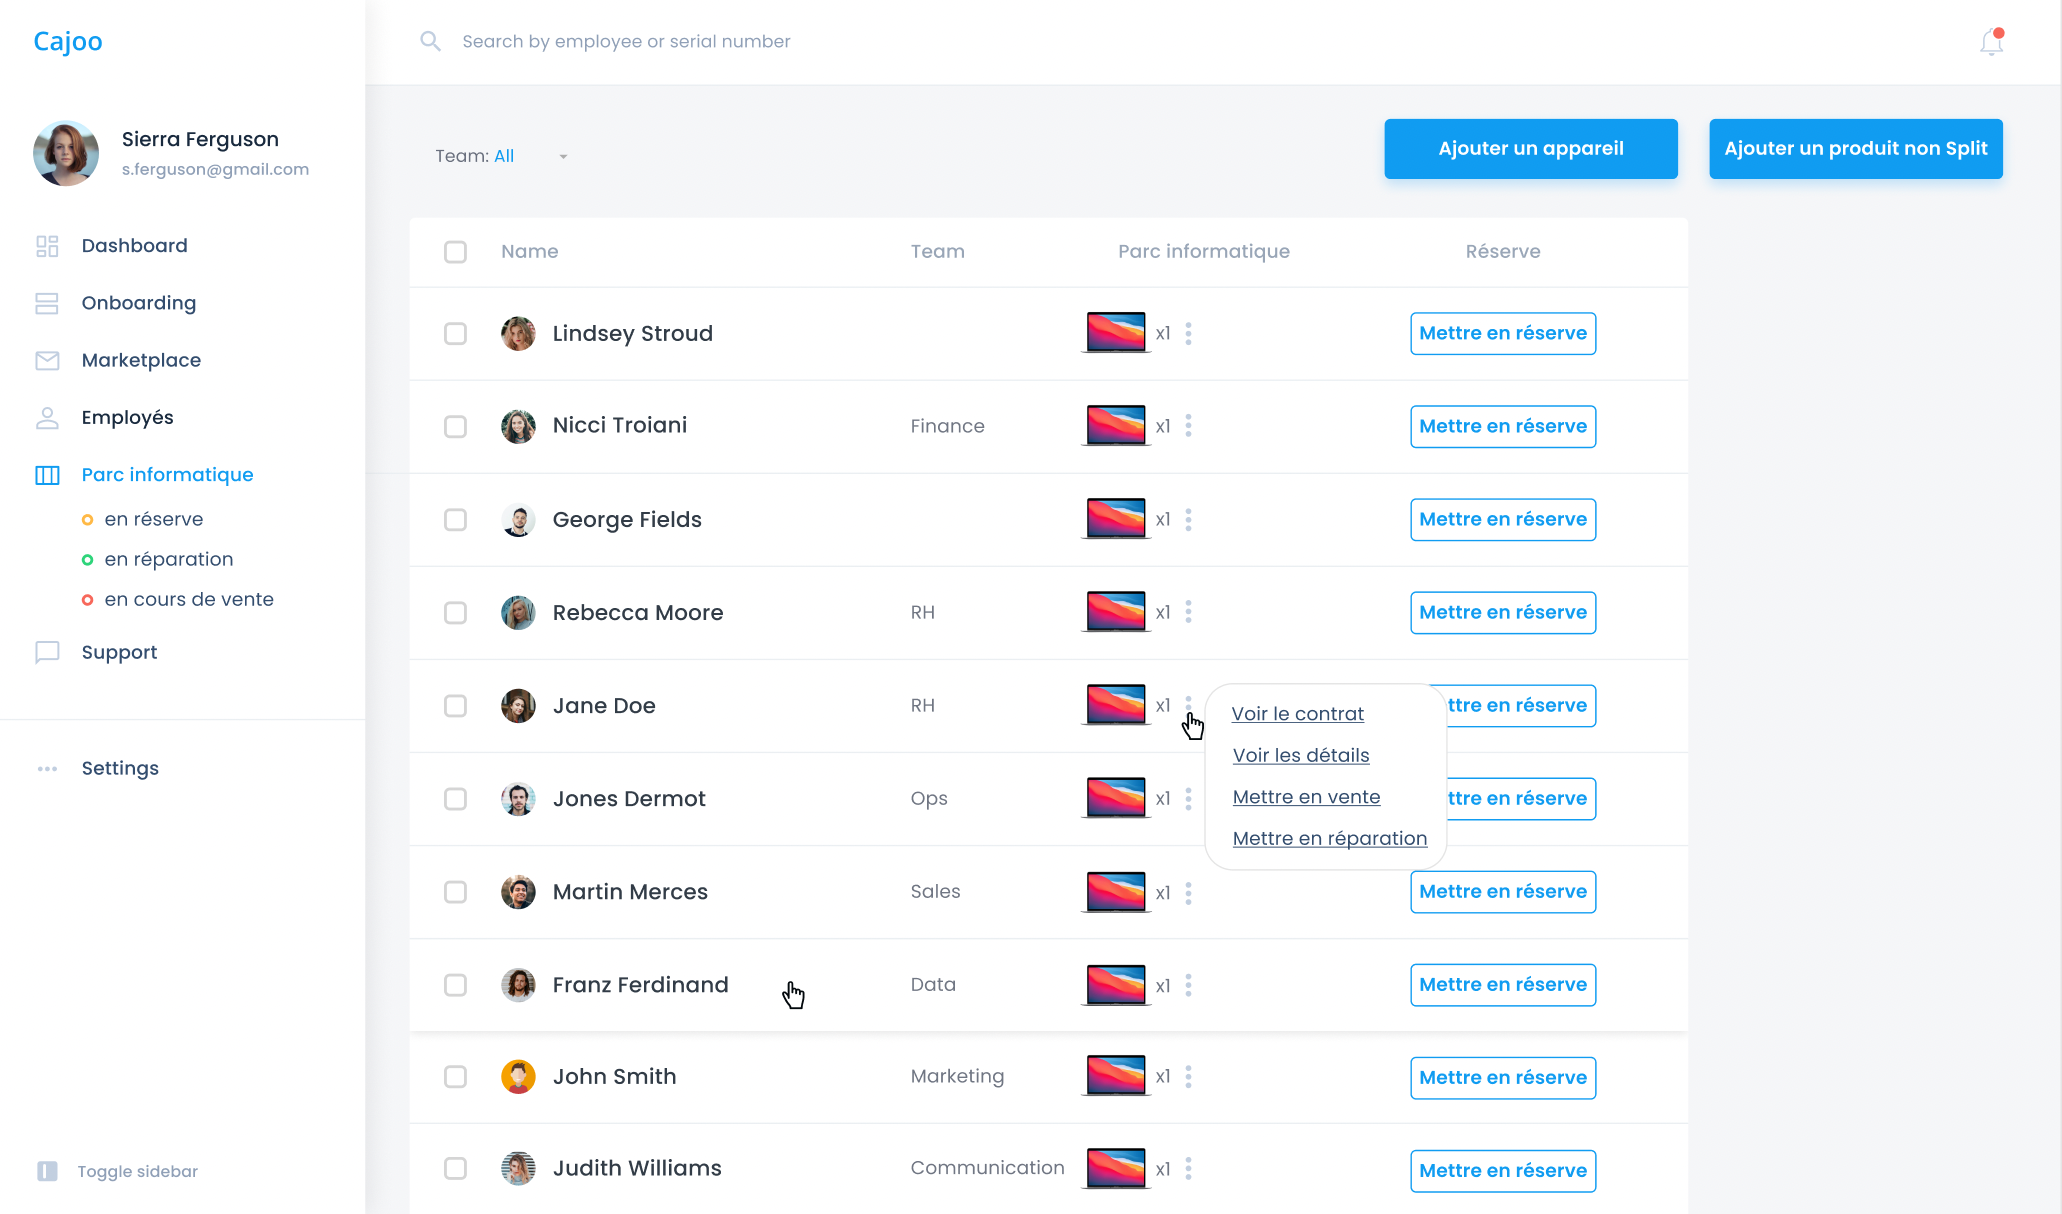 Cajoo
Search by employee or serial number
Sierra Ferguson
s.ferguson@gmail.com
Dashboard
Onboarding
Marketplace
Employés
Parc informatique
en réserve
en réparation
en cours de vente
Support
Settings
Toggle sidebar
Team: All
Ajouter un appareil
Ajouter un produit non Split
Name Team Parc informatique Réserve
Lindsey Stroud x1 Mettre en réserve
Nicci Troiani Finance x1 Mettre en réserve
George Fields x1 Mettre en réserve
Rebecca Moore RH x1 Mettre en réserve
Jane Doe RH x1 ttre en réserve
Voir le contrat
Voir les détails
Mettre en vente
Mettre en réparation
Jones Dermot Ops x1 ttre en réserve
Martin Merces Sales x1 Mettre en réserve
Franz Ferdinand Data x1 Mettre en réserve
John Smith Marketing x1 Mettre en réserve
Judith Williams Communication x1 Mettre en réserve